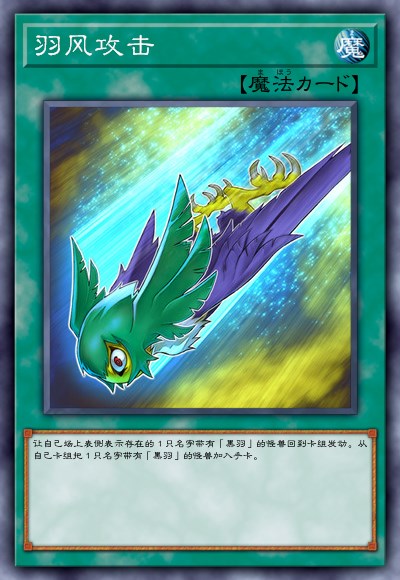 羽风攻击
魔
【魔法カード】
ま ほう
让自己场上表侧表示存在的1只名字带有「黑羽」的怪兽回到卡组发动。从
自己卡组把1只名字带有「黑羽」的怪兽加入手卡。